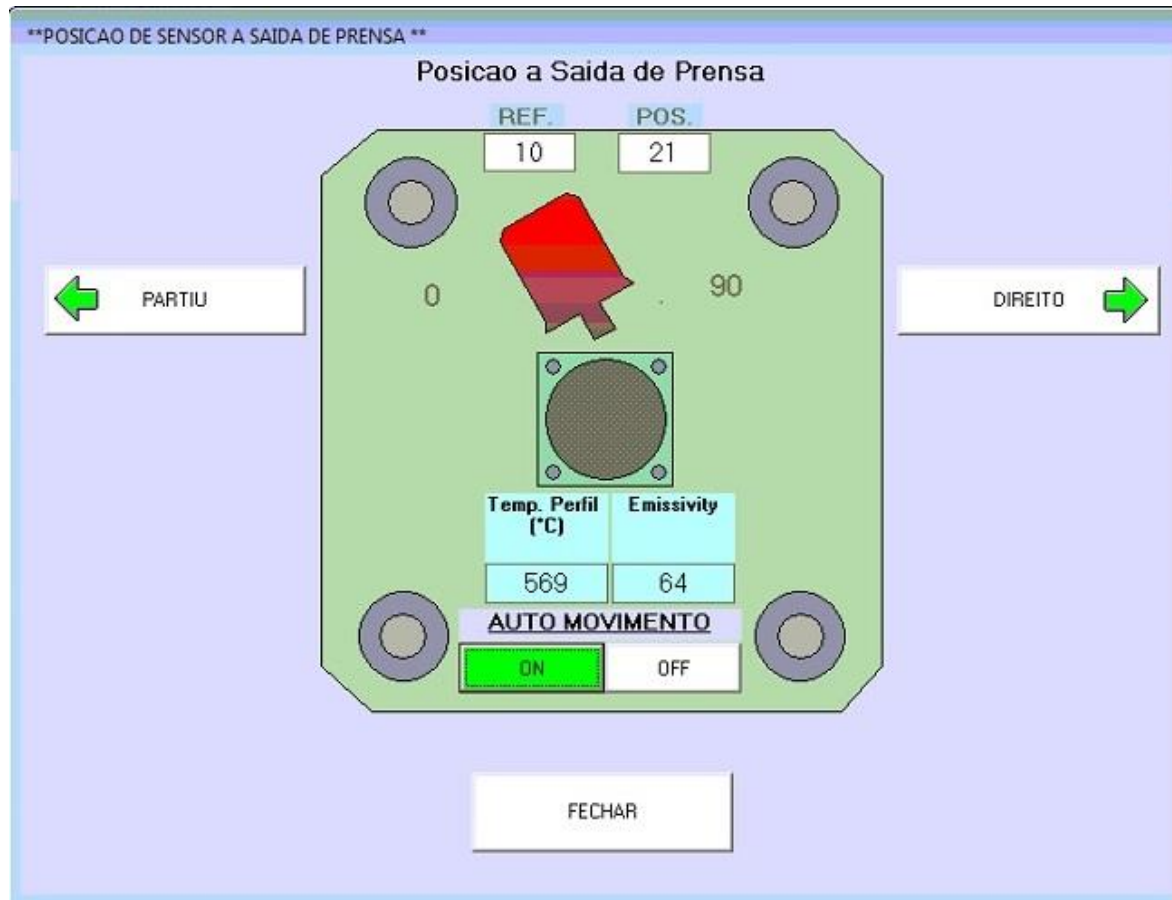 **POSICAO DE SENSOR A SAIDA DE PRENSA **
Posicao a Saida de Prensa
REF. POS.
10 21
0 90
PARTIU DIREITO
Temp. Perfil Emissivity
(°C)
569 64
AUTO MOVIMENTO
ON OFF
FECHAR